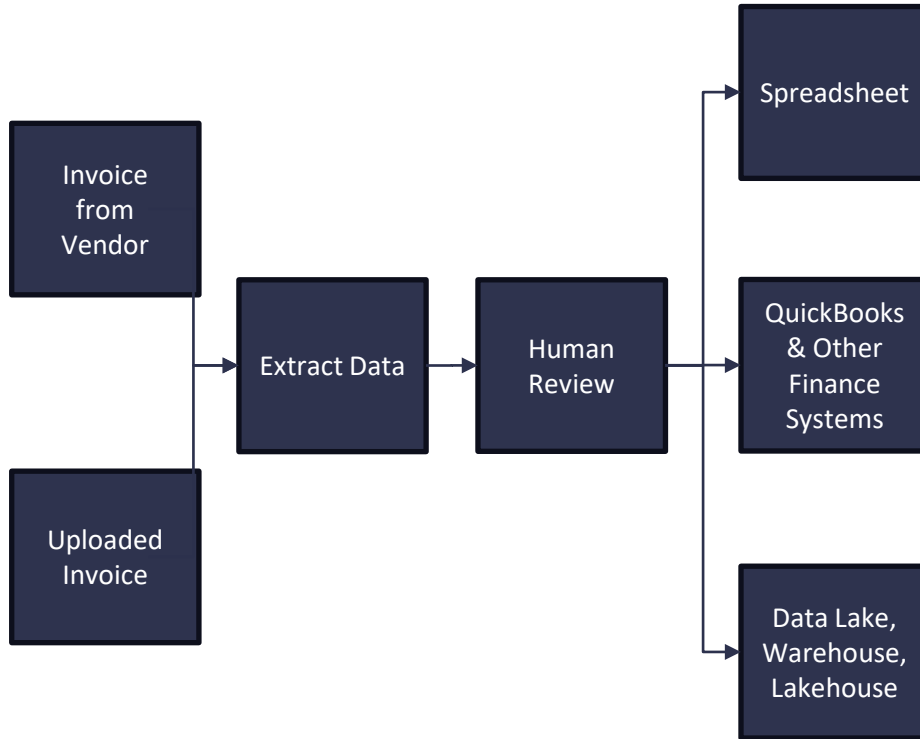 Invoice
from
Vendor
Uploaded
Invoice
Extract Data
Human
Review
Spreadsheet
QuickBooks
& Other
Finance
Systems
Data Lake,
Warehouse,
Lakehouse